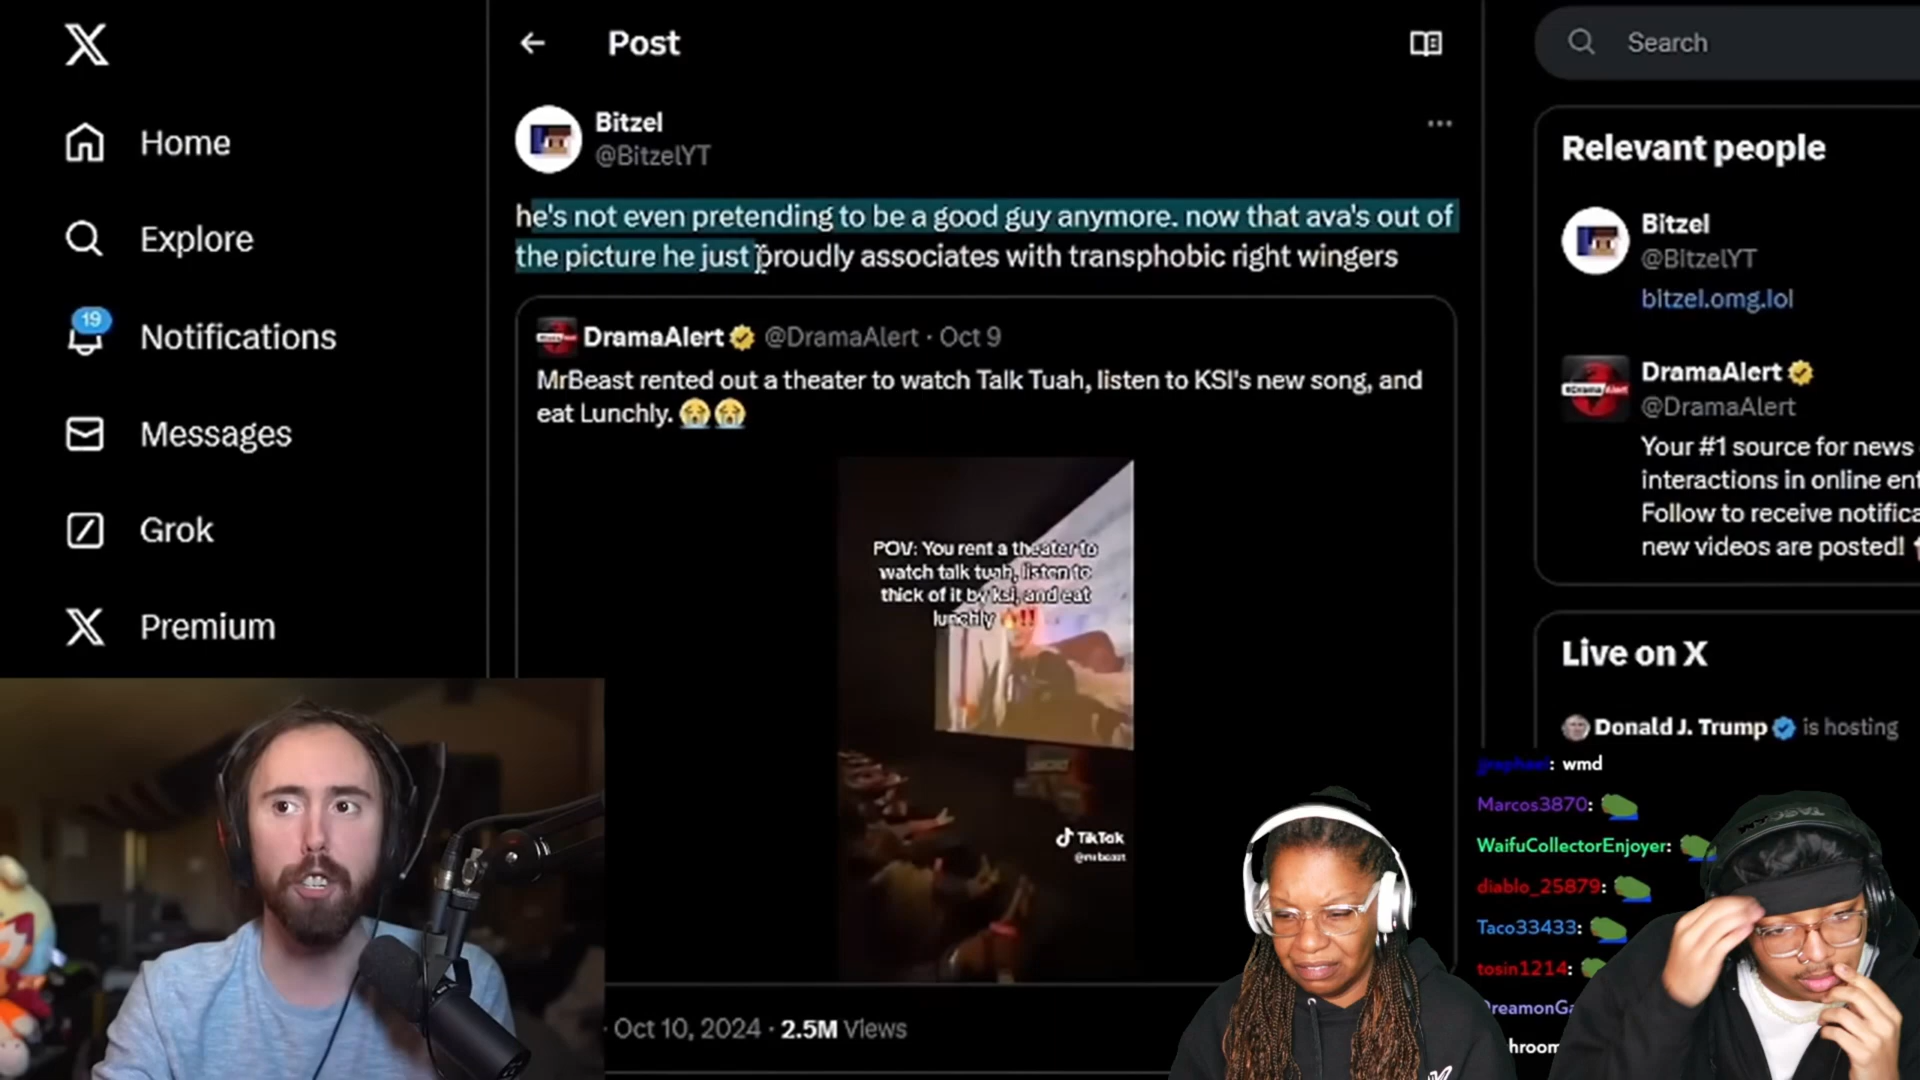 Post
Search
Home
Explore
19
Notifications
Messages
Grok
Premium
Bitzel
@BitzelYT
he's not even pretending to be a good guy anymore. now that ava's out of
the picture he just proudly associates with transphobic right wingers
DramaAlert @DramaAlert · Oct 9
MrBeast rented out a theater to watch Talk Tuah, listen to KSI's new song, and
eat Lunchly. 😭😭
POV: You rent a theater to
watch talk tuah, listen to
thick of it by ksi, and eat
lunchly 🔥‼️
TikTok
@mrbeast
· Oct 10, 2024 · 2.5M Views
Relevant people
Bitzel
@BitzelYT
bitzel.omg.lol
DramaAlert
@DramaAlert
Your #1 source for news
interactions in online ent
Follow to receive notifica
new videos are posted!
Live on X
Donald J. Trump is hosting
: wmd
Marcos3870:
WaifuCollectorEnjoyer:
diablo_25879:
Taco33433:
tosin1214:
DreamonGa
hroom